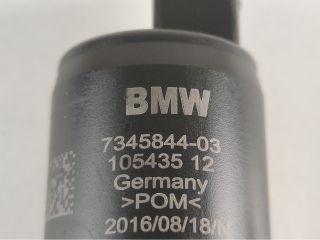 BMW
7345844-03
105435 12
Germany
>POM<
2016/08/18/N